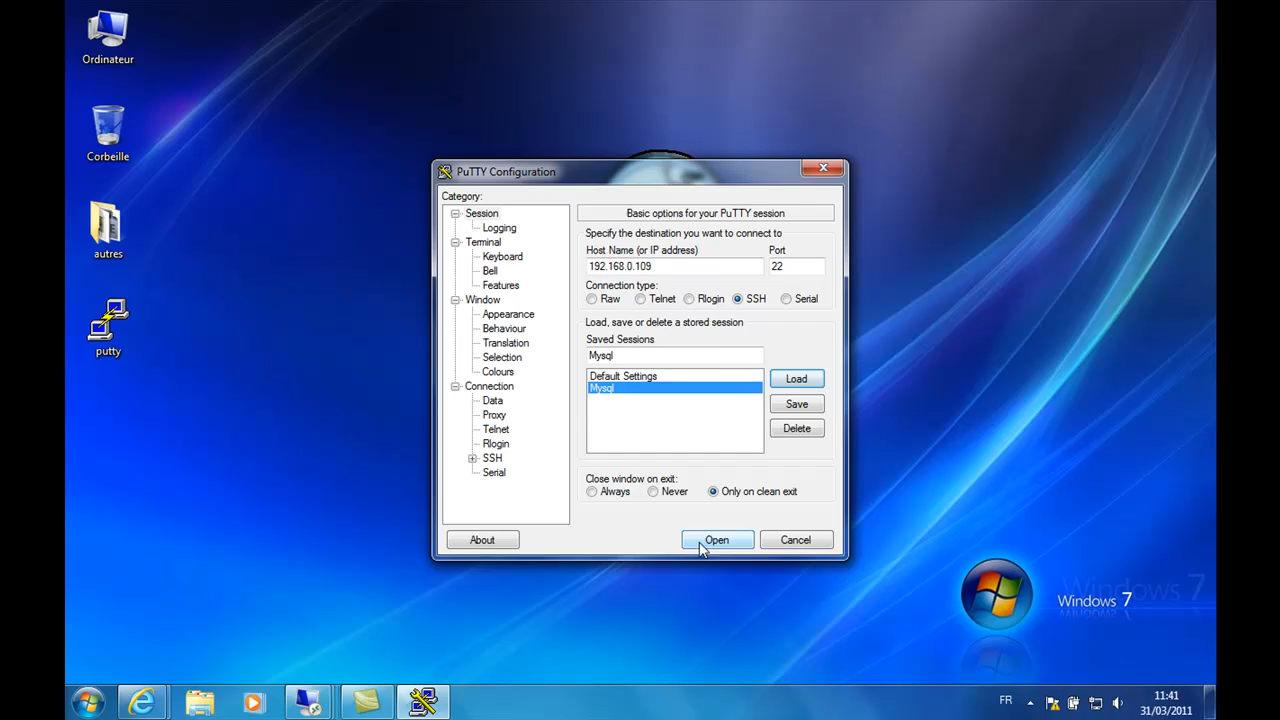 Ordinateur
Corbeille
autres
putty
PuTTY Configuration
Category:
Session
Logging
Terminal
Keyboard
Bell
Features
Window
Appearance
Behaviour
Translation
Selection
Colours
Connection
Data
Proxy
Telnet
Rlogin
SSH
Serial
Basic options for your PuTTY session
Specify the destination you want to connect to
Host Name (or IP address) Port
192.168.0.109 22
Connection type:
Raw Telnet Rlogin SSH Serial
Load, save or delete a stored session
Saved Sessions
Mysql
Default Settings
Mysql
Load
Save
Delete
Close window on exit:
Always Never Only on clean exit
About Open Cancel
Windows 7
FR
11:41
31/03/2011